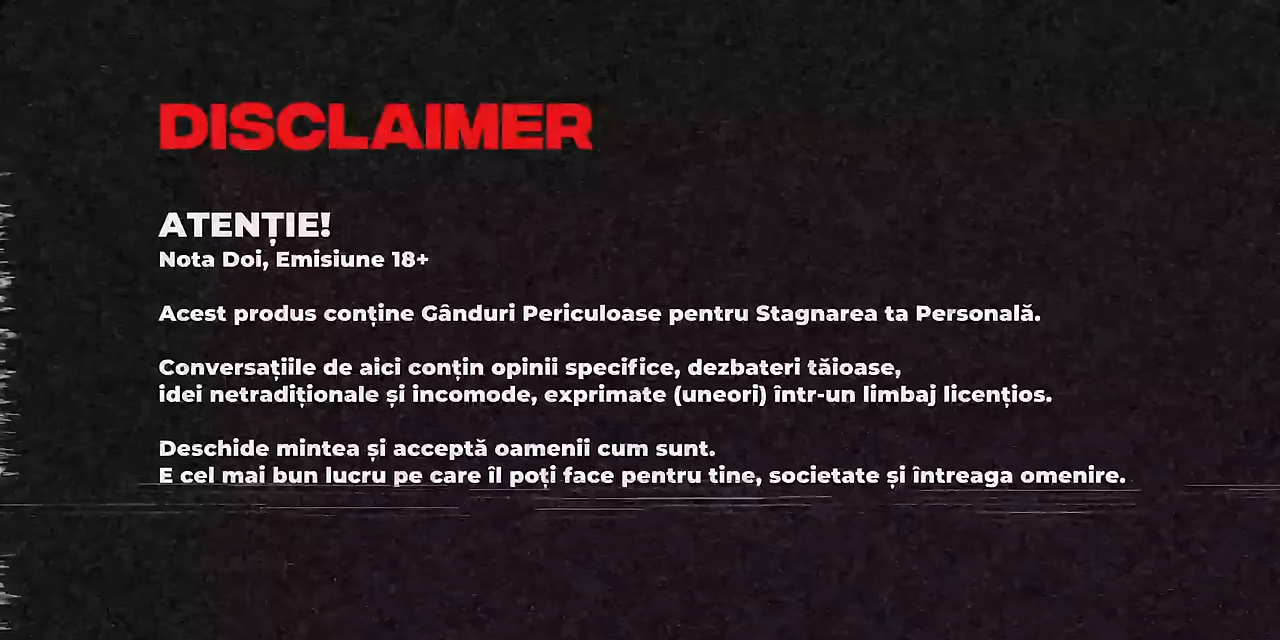 DISCLAIMER
ATENȚIE!
Nota Doi, Emisiune 18+
Acest produs conține Gânduri Periculoase pentru Stagnarea ta Personală.
Conversațiile de aici conțin opinii specifice, dezbateri tăioase,
idei netradiționale și incomode, exprimate (uneori) într-un limbaj licențios.
Deschide mintea și acceptă oamenii cum sunt.
E cel mai bun lucru pe care îl poți face pentru tine, societate și întreaga omenire.